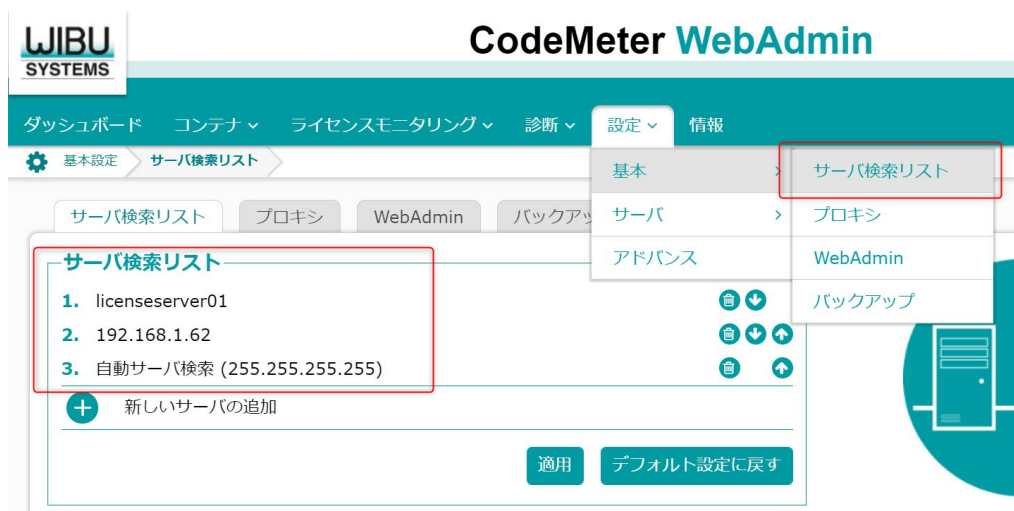 WIBU
SYSTEMS
CodeMeter WebAdmin
ダッシュボード コンテナ ライセンスモニタリング 診断 設定 情報
基本設定 サーバ検索リスト
基本 サーバ検索リスト
サーバ検索リスト プロキシ WebAdmin バックアッ
サーバ プロキシ
アドバンス WebAdmin
サーバ検索リスト
バックアップ
1. licenseserver01
2. 192.168.1.62
3. 自動サーバ検索 (255.255.255.255)
新しいサーバの追加
適用 デフォルト設定に戻す